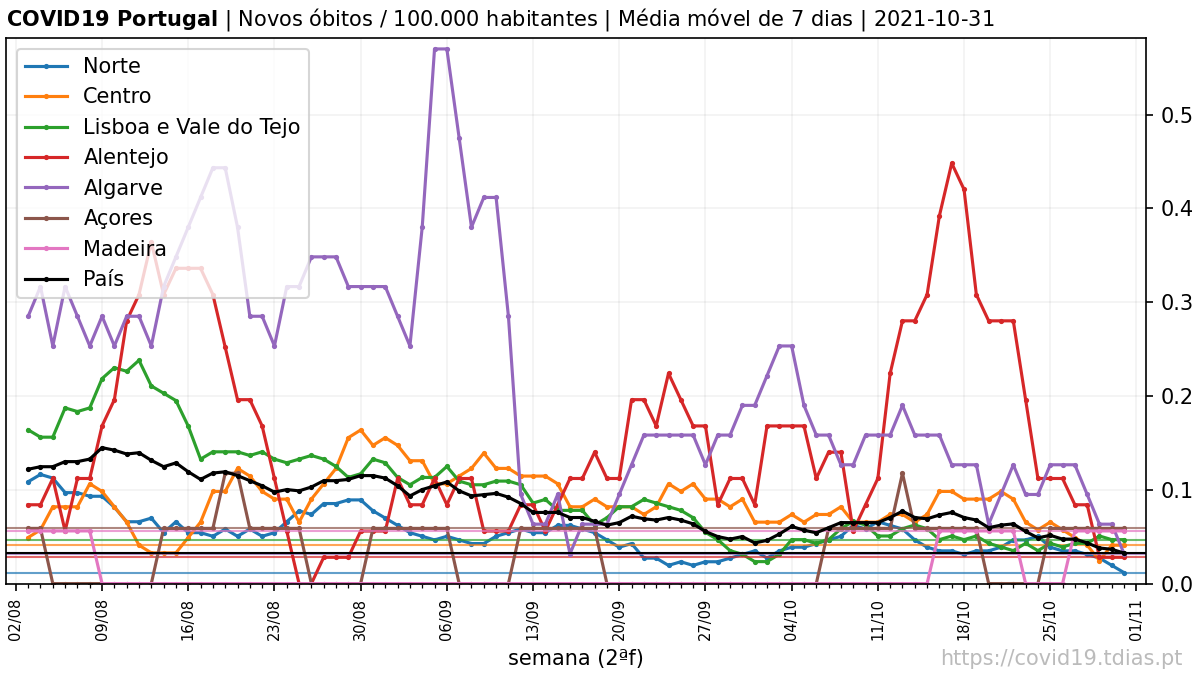 COVID19 Portugal | Novos óbitos / 100.000 habitantes | Média móvel de 7 dias | 2021-10-31
Norte
Centro
Lisboa e Vale do Tejo
Alentejo
Algarve
Açores
Madeira
País
0.5
0.4
0.3
0.2
0.1
0.0
02/08 09/08 16/08 23/08 30/08 06/09 13/09 20/09 27/09 04/10 11/10 18/10 25/10 01/11
semana (2ªf)
https://covid19.tdias.pt